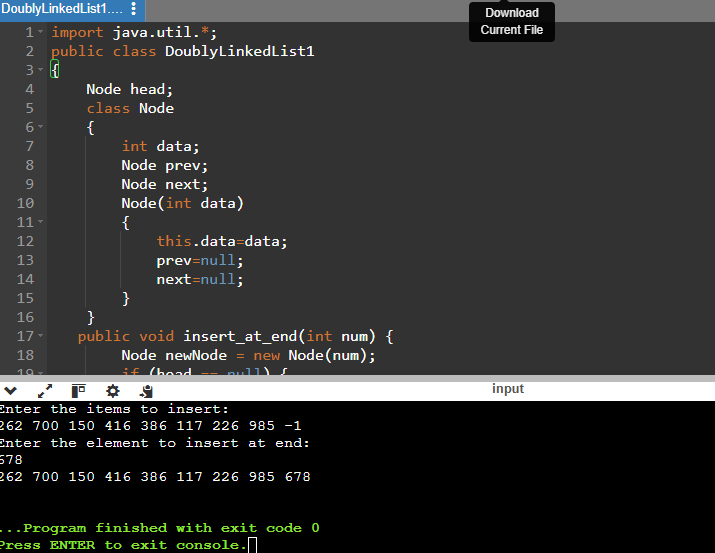 DoublyLinkedList1.... ⋮
Download
Current File
1 import java.util.*;
2 public class DoublyLinkedList1
3 {
4 Node head;
5 class Node
6 {
7 int data;
8 Node prev;
9 Node next;
10 Node(int data)
11 {
12 this.data=data;
13 prev=null;
14 next=null;
15 }
16 }
17 public void insert_at_end(int num) {
18 Node newNode = new Node(num);
19 if (head == null) {
input
Enter the items to insert:
262 700 150 416 386 117 226 985 -1
Enter the element to insert at end:
678
262 700 150 416 386 117 226 985 678
...Program finished with exit code 0
Press ENTER to exit console.